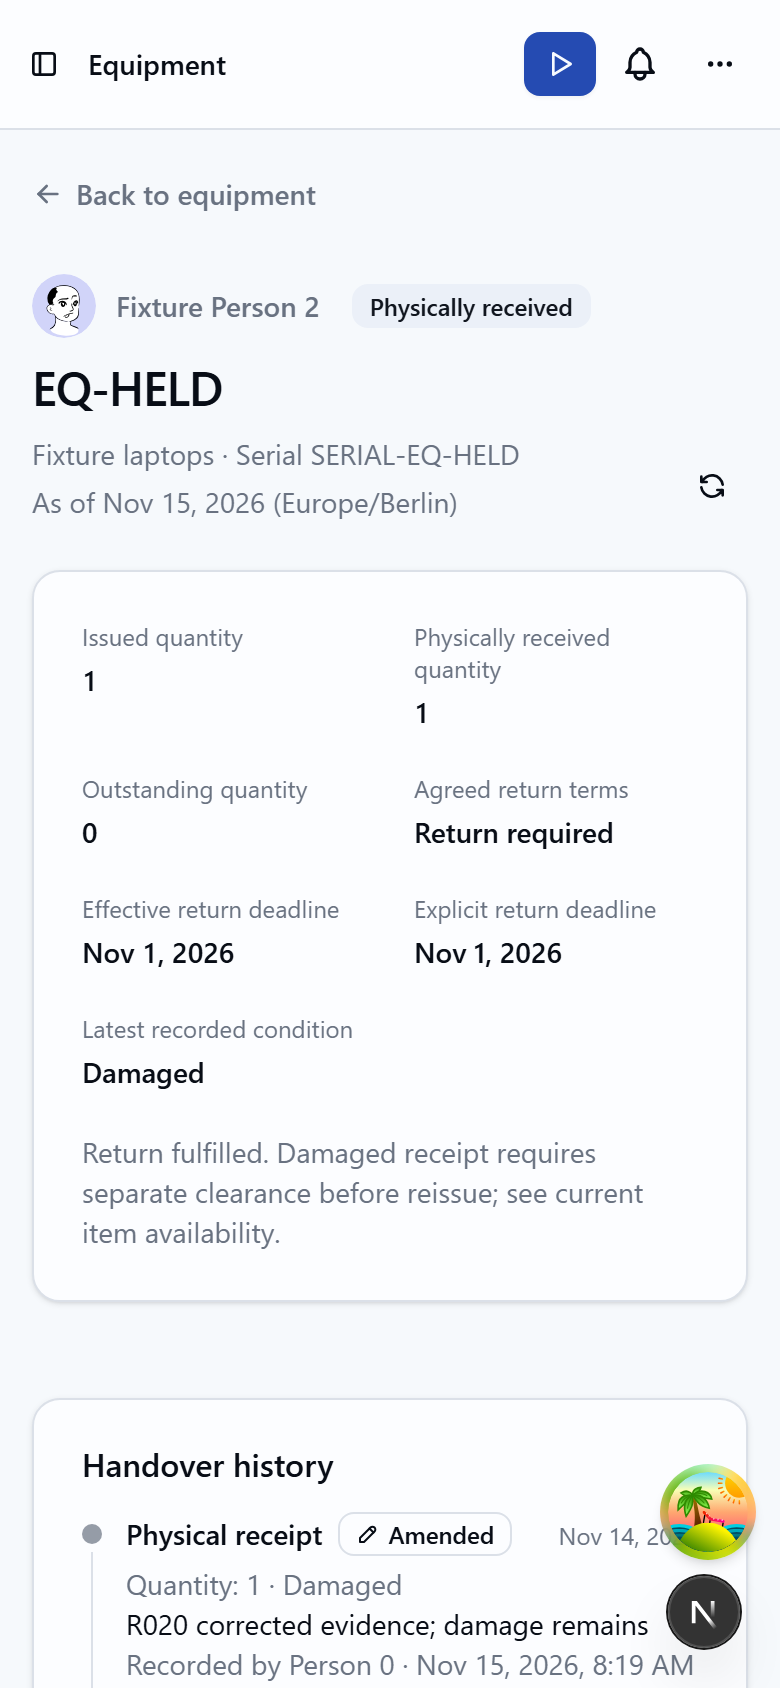 Equipment
Back to equipment
Fixture Person 2
Physically received
EQ-HELD
Fixture laptops · Serial SERIAL-EQ-HELD
As of Nov 15, 2026 (Europe/Berlin)
Issued quantity
1
Physically received
quantity
1
Outstanding quantity
0
Agreed return terms
Return required
Effective return deadline
Nov 1, 2026
Explicit return deadline
Nov 1, 2026
Latest recorded condition
Damaged
Return fulfilled. Damaged receipt requires
separate clearance before reissue; see current
item availability.
Handover history
Physical receipt
Amended
Nov 14, 20
Quantity: 1 · Damaged
R020 corrected evidence; damage remains
N
Recorded by Person 0 · Nov 15, 2026, 8:19 AM